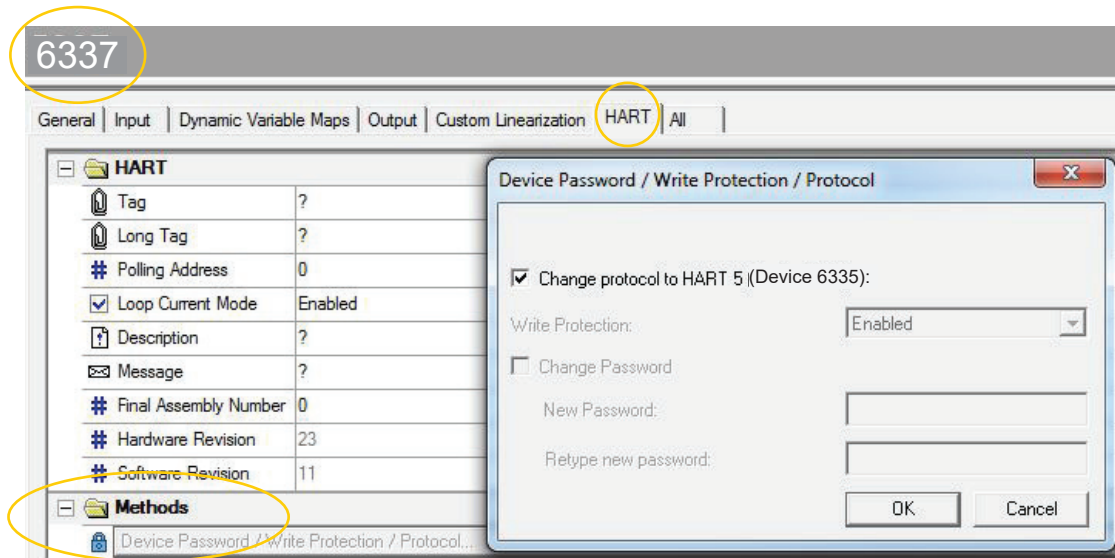 6337
General Input Dynamic Variable Maps Output Custom Linearization HART All
HART
Tag ?
Long Tag ?
# Polling Address 0
Loop Current Mode Enabled
Description ?
Message ?
# Final Assembly Number 0
# Hardware Revision 23
# Software Revision 11
Methods
Device Password / Write Protection / Protocol...
Device Password / Write Protection / Protocol
Change protocol to HART 5 (Device 6335):
Write Protection: Enabled
Change Password
New Password:
Retype new password:
OK Cancel